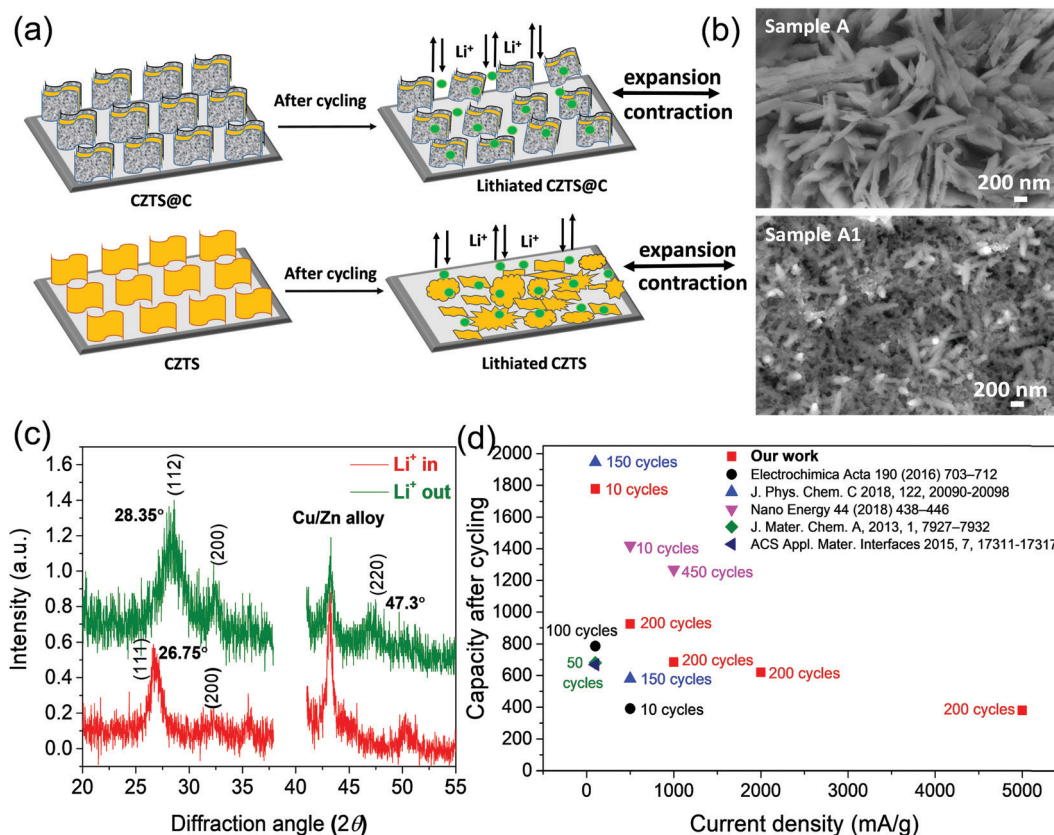 (a)
Li⁺ Li⁺
After cycling
CZTS@C
Lithiated CZTS@C
expansion
contraction
Li⁺ Li⁺
After cycling
CZTS
Lithiated CZTS
expansion
contraction
(b)
Sample A
200 nm
Sample A1
200 nm
(c)
Intensity (a.u.)
1.6
1.4
1.2
1.0
0.8
0.6
0.4
0.2
0.0
Li⁺ in
Li⁺ out
(112)
28.35°
(200)
Cu/Zn alloy
(220)
47.3°
(111)
26.75°
(200)
20 25 30 35 40 45 50 55
Diffraction angle (2θ)
(d)
Capacity after cycling
2000
1800
1600
1400
1200
1000
800
600
400
200
0
Our work
Electrochimica Acta 190 (2016) 703–712
J. Phys. Chem. C 2018, 122, 20090-20098
Nano Energy 44 (2018) 438–446
J. Mater. Chem. A, 2013, 1, 7927–7932
ACS Appl. Mater. Interfaces 2015, 7, 17311-17317
150 cycles
10 cycles
10 cycles
450 cycles
200 cycles
100 cycles
200 cycles
50
cycles
150 cycles
200 cycles
10 cycles
200 cycles
0 1000 2000 3000 4000 5000
Current density (mA/g)